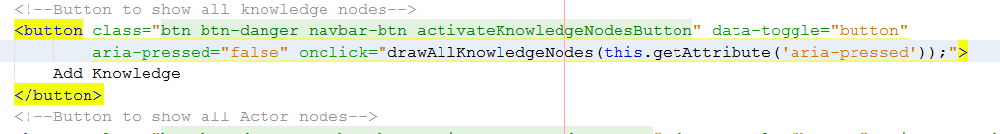 <!--Button to show all knowledge nodes-->
<button class="btn btn-danger navbar-btn activateKnowledgeNodesButton" data-toggle="button"
aria-pressed="false" onclick="drawAllKnowledgeNodes(this.getAttribute('aria-pressed'));">
Add Knowledge
</button>
<!--Button to show all Actor nodes-->